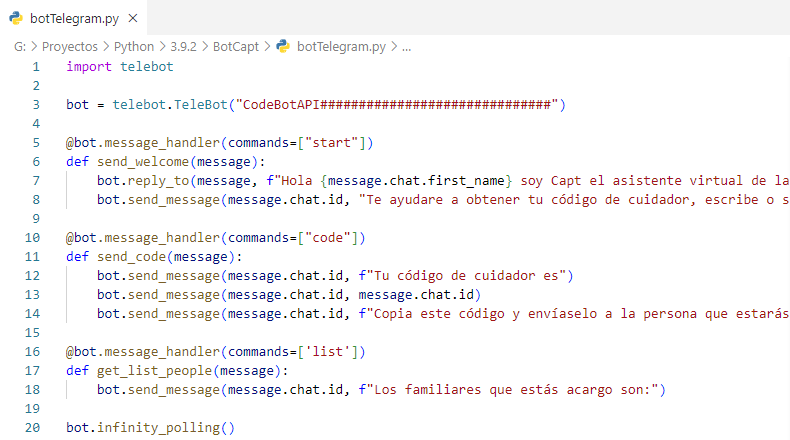 botTelegram.py ×
G: > Proyectos > Python > 3.9.2 > BotCapt > botTelegram.py > ...
1 import telebot
2
3 bot = telebot.TeleBot("CodeBotAPI##############################")
4
5 @bot.message_handler(commands=["start"])
6 def send_welcome(message):
7     bot.reply_to(message, f"Hola {message.chat.first_name} soy Capt el asistente virtual de la
8     bot.send_message(message.chat.id, "Te ayudare a obtener tu código de cuidador, escribe o s
9
10 @bot.message_handler(commands=["code"])
11 def send_code(message):
12     bot.send_message(message.chat.id, f"Tu código de cuidador es")
13     bot.send_message(message.chat.id, message.chat.id)
14     bot.send_message(message.chat.id, f"Copia este código y envíaselo a la persona que estarás
15
16 @bot.message_handler(commands=['list'])
17 def get_list_people(message):
18     bot.send_message(message.chat.id, f"Los familiares que estás acargo son:")
19
20 bot.infinity_polling()